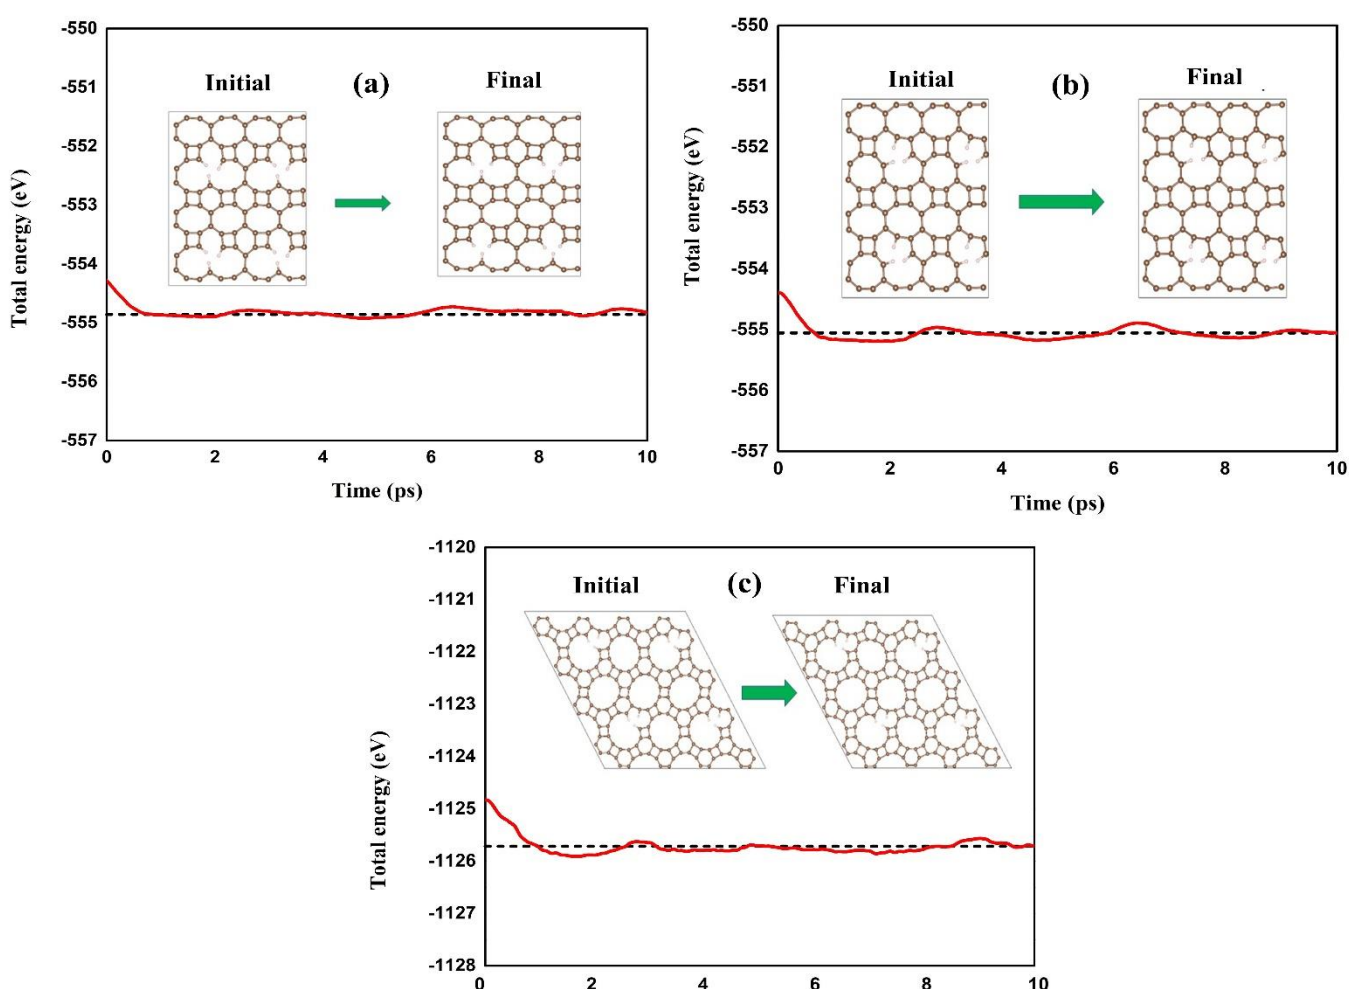 -550
-551
-552
-553
-554
-555
-556
-557
Total energy (eV)
Initial (a) Final
0 2 4 6 8 10
Time (ps)
-550
-551
-552
-553
-554
-555
-556
-557
Total energy (eV)
Initial (b) Final
0 2 4 6 8 10
Time (ps)
-1120
-1121
-1122
-1123
-1124
-1125
-1126
-1127
-1128
Total energy (eV)
Initial (c) Final
0 2 4 6 8 10